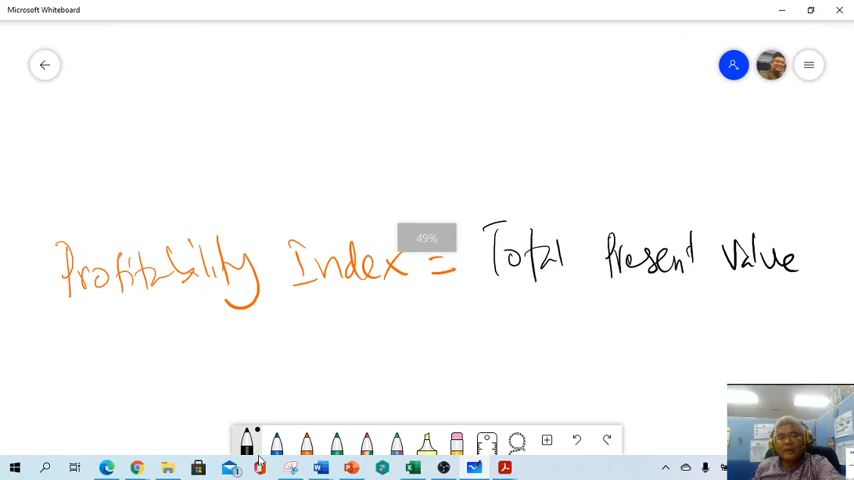 Microsoft Whiteboard
49%
Profitability Index = Total Present Value